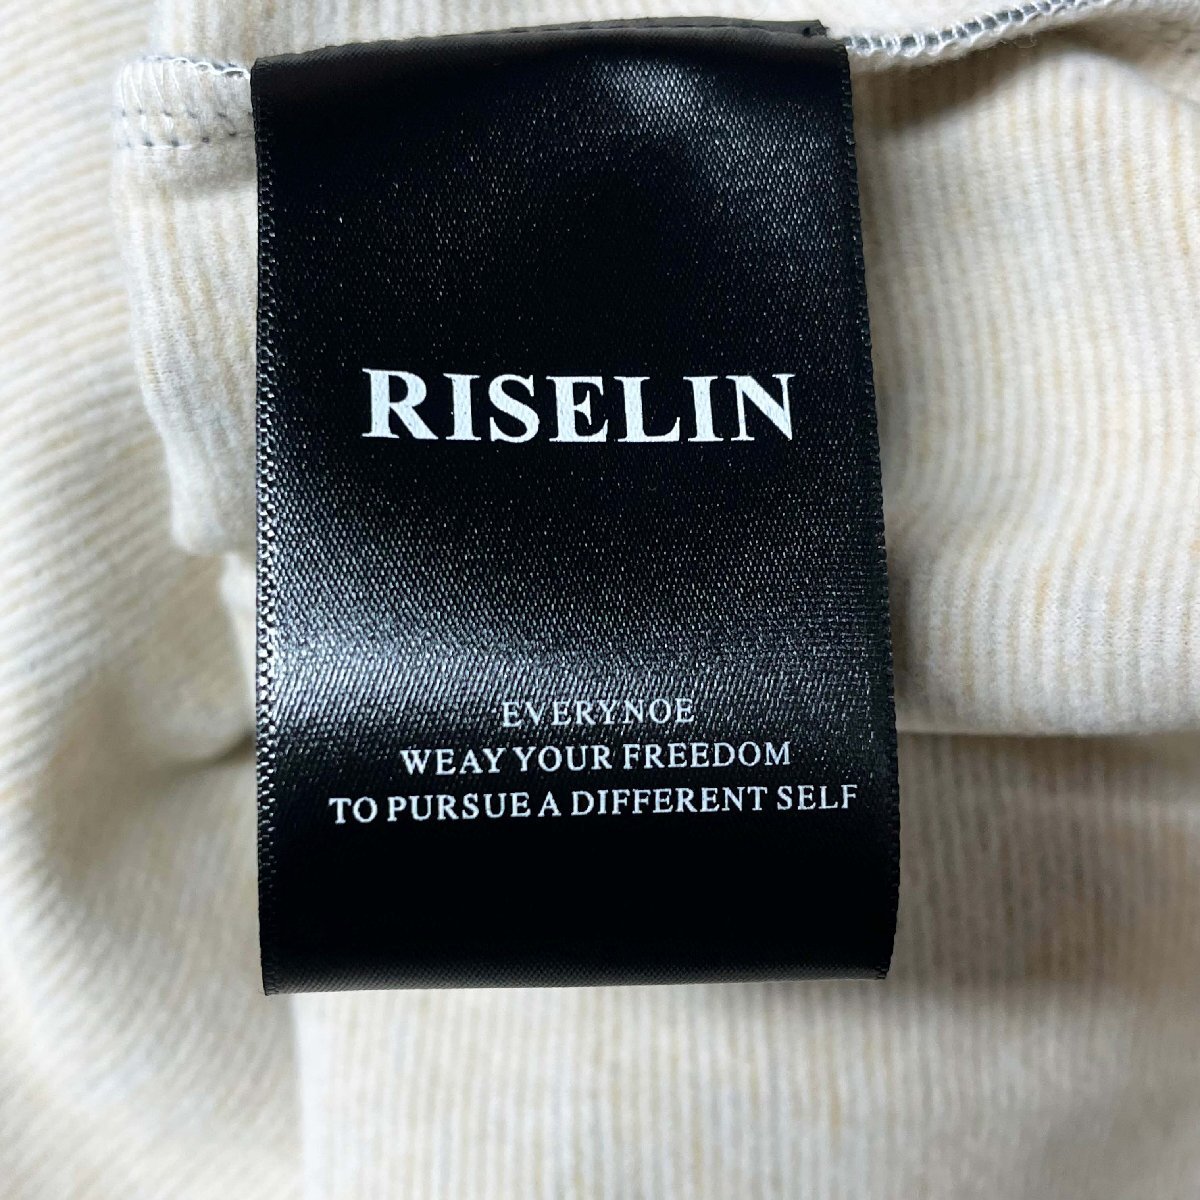 RISELIN
EVERYNOE
WEAY YOUR FREEDOM
TO PURSUE A DIFFERENT SELF